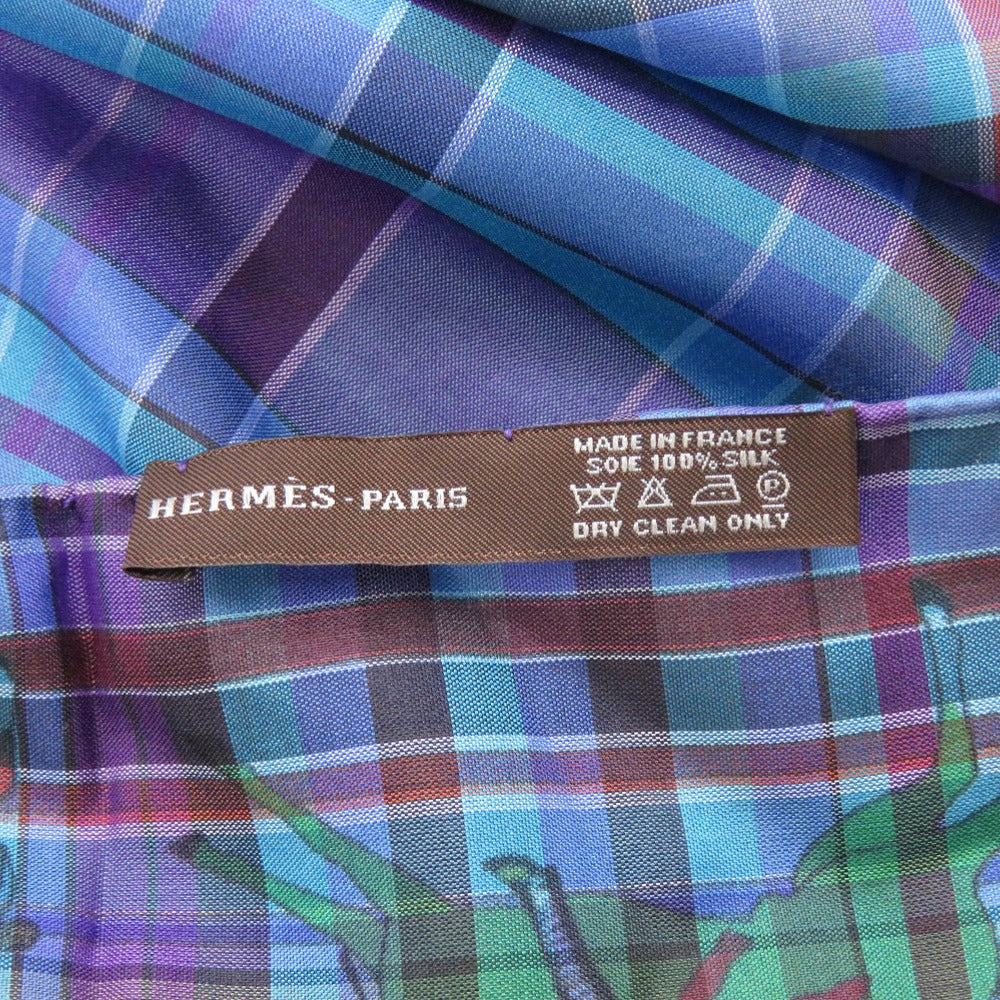 HERMÈS-PARIS
MADE IN FRANCE
SOIE 100% SILK
P
DRY CLEAN ONLY